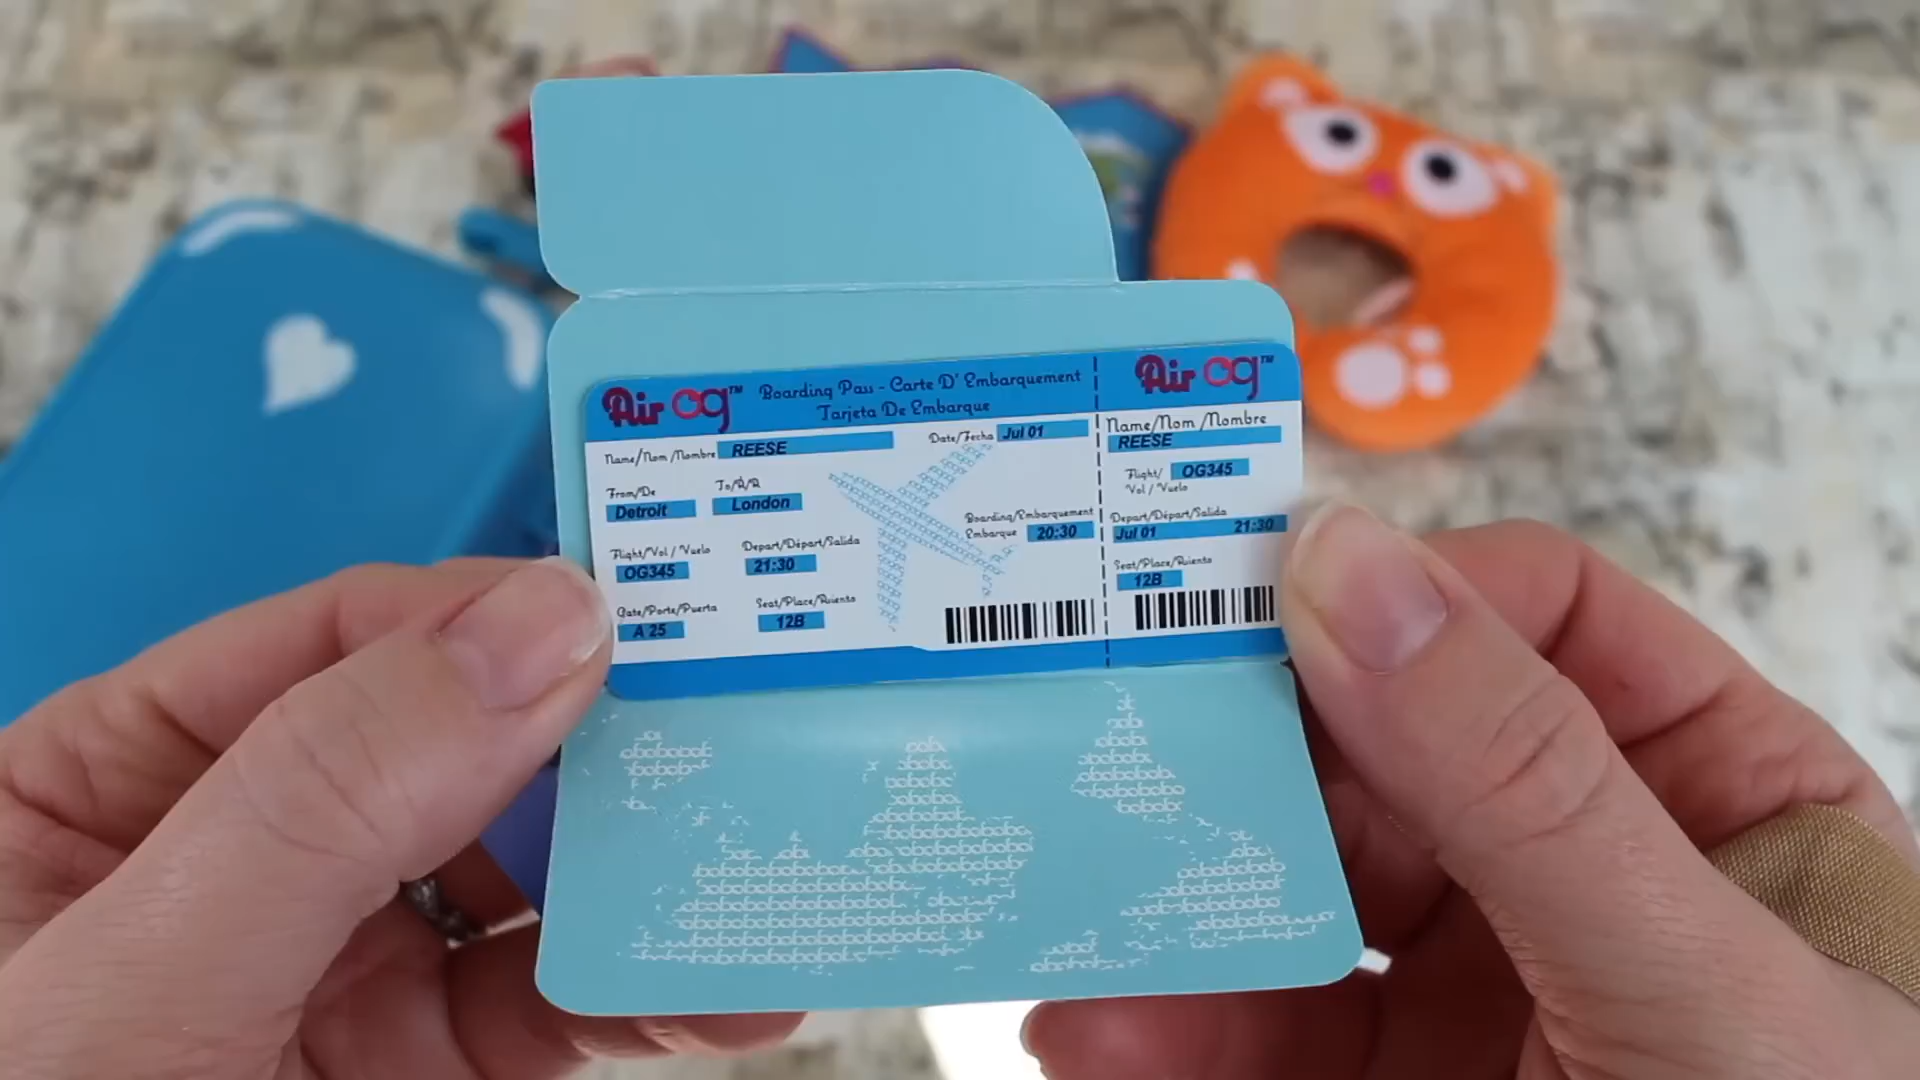 Air og™
Boarding Pass - Carte D' Embarquement
Tarjeta De Embarque
Name/Nom /Nombre REESE
Date/Fecha Jul 01
From/De
Detroit
To/À/A
London
Boarding/Embarquement
Embarque 20:30
Flight/Vol / Vuelo
OG345
Depart/Départ/Salida
21:30
Gate/Porte/Puerta
A 25
Seat/Place/Asiento
12B
Air og™
Name/Nom /Nombre
REESE
Flight/
Vol / Vuelo
OG345
Depart/Départ/Salida
Jul 01 21:30
Seat/Place/Asiento
12B